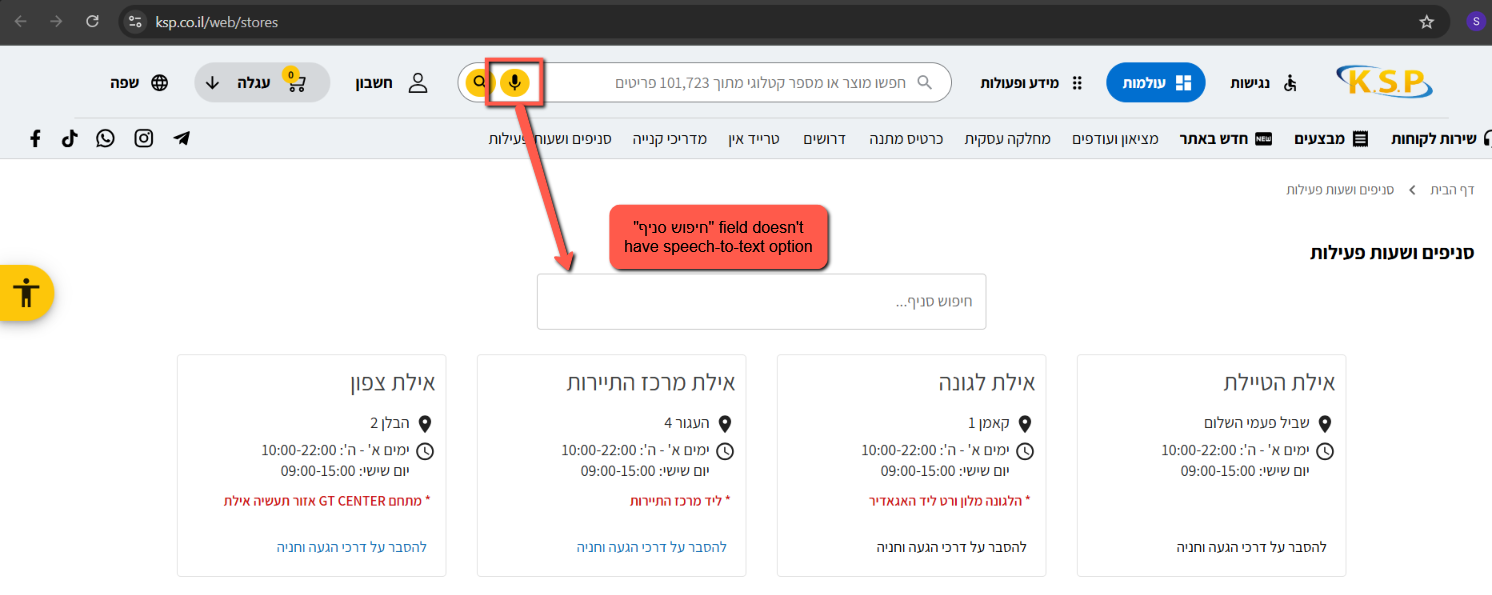 ksp.co.il/web/stores
S
K.S.P
נגישות
עולמות
מידע ופעולות
חפשו מוצר או מספר קטלוגי מתוך 101,723 פריטים
חשבון
0
עגלה
שפה
שירות לקוחות
מבצעים
NEW
חדש באתר
מציאון ועודפים
מחלקה עסקית
כרטיס מתנה
דרושים
טרייד אין
מדריכי קנייה
סניפים ושעות פעילות
דף הבית
סניפים ושעות פעילות
"חיפוש סניף" field doesn't
have speech-to-text option
סניפים ושעות פעילות
חיפוש סניף...
אילת הטיילת
שביל פעמי השלום
ימים א' - ה': 10:00-22:00
יום שישי: 09:00-15:00
להסבר על דרכי הגעה וחניה
אילת לגונה
קאמן 1
ימים א' - ה': 10:00-22:00
יום שישי: 09:00-15:00
* הלגונה מלון ורט ליד האגאדיר
להסבר על דרכי הגעה וחניה
אילת מרכז התיירות
העגור 4
ימים א' - ה': 10:00-22:00
יום שישי: 09:00-15:00
* ליד מרכז התיירות
להסבר על דרכי הגעה וחניה
אילת צפון
הבלן 2
ימים א' - ה': 10:00-22:00
יום שישי: 09:00-15:00
* מתחם GT CENTER אזור תעשיה אילת
להסבר על דרכי הגעה וחניה